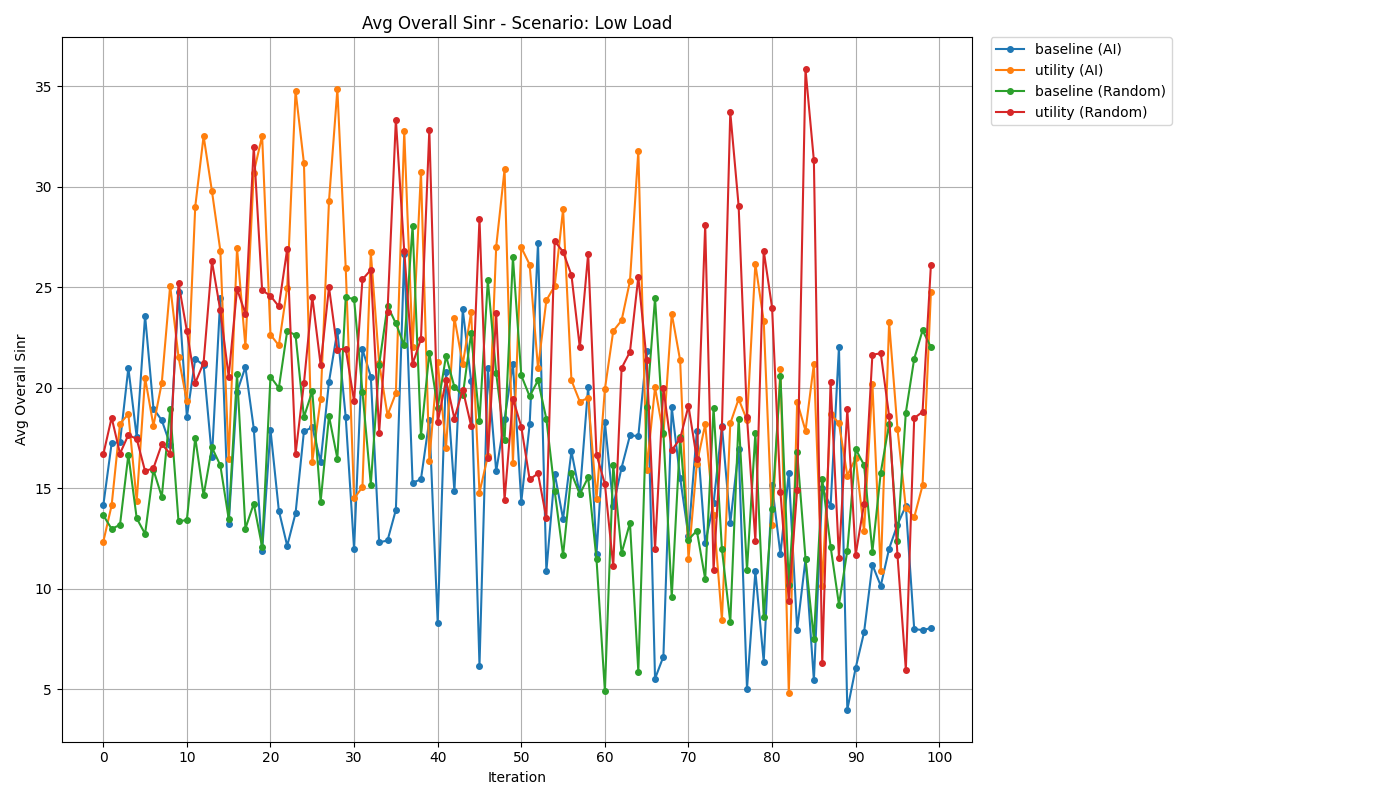 Avg Overall Sinr - Scenario: Low Load
baseline (AI)
utility (AI)
baseline (Random)
utility (Random)
Avg Overall Sinr
35
30
25
20
15
10
5
0 10 20 30 40 50 60 70 80 90 100
Iteration